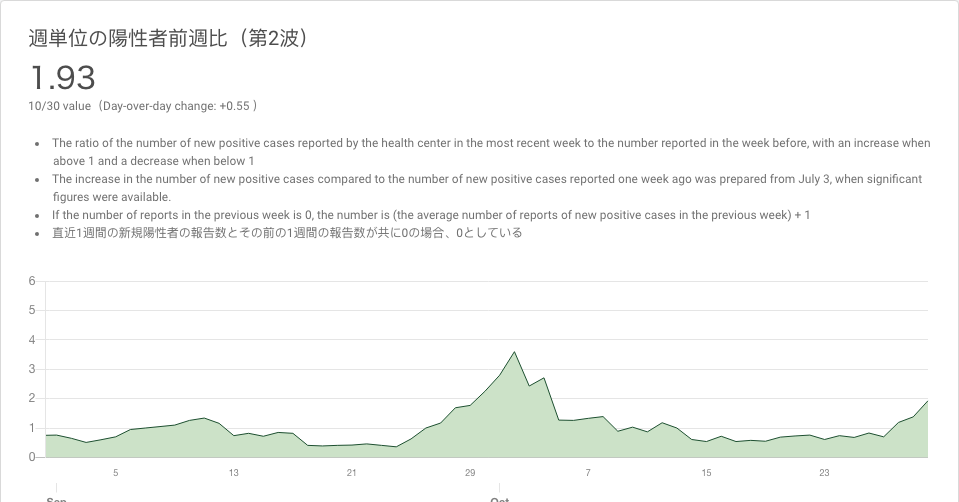 週単位の陽性者前週比（第2波）
1.93
10/30 value（Day-over-day change: +0.55 ）
The ratio of the number of new positive cases reported by the health center in the most recent week to the number reported in the week before, with an increase when
above 1 and a decrease when below 1
The increase in the number of new positive cases compared to the number of new positive cases reported one week ago was prepared from July 3, when significant
figures were available.
If the number of reports in the previous week is 0, the number is (the average number of reports of new positive cases in the previous week) + 1
直近1週間の新規陽性者の報告数とその前の1週間の報告数が共に0の場合、0としている
6
5
4
3
2
1
0
5 13 21 29 7 15 23
Sep Oct